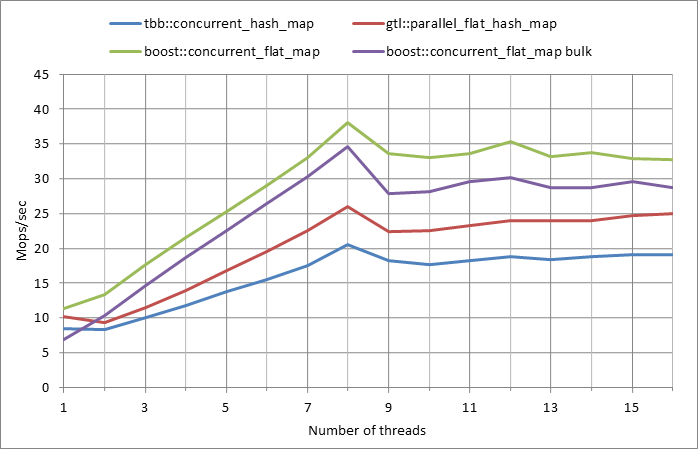 tbb::concurrent_hash_map gtl::parallel_flat_hash_map
boost::concurrent_flat_map boost::concurrent_flat_map bulk
45
40
35
30
25
20
15
10
5
0
Mops/sec
1 3 5 7 9 11 13 15
Number of threads